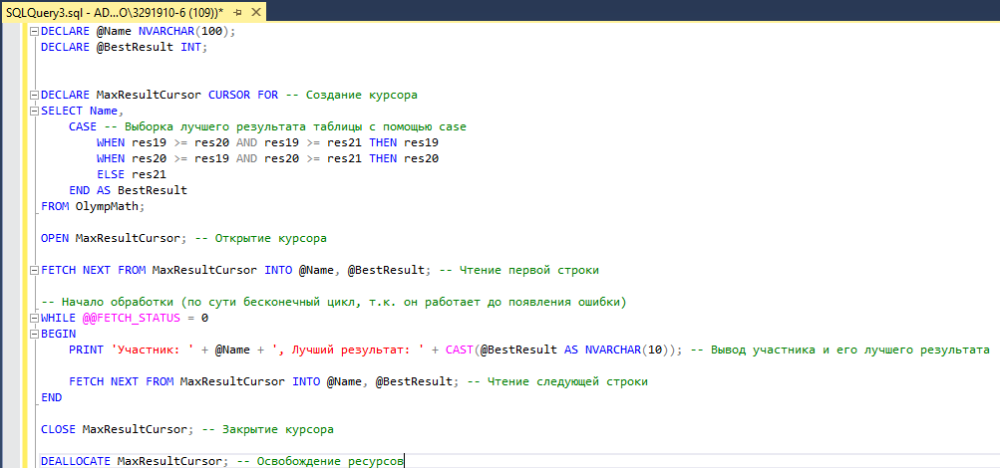 SQLQuery3.sql - AD...O\3291910-6 (109))*
DECLARE @Name NVARCHAR(100);
DECLARE @BestResult INT;
DECLARE MaxResultCursor CURSOR FOR -- Создание курсора
SELECT Name,
CASE -- Выборка лучшего результата таблицы с помощью case
WHEN res19 >= res20 AND res19 >= res21 THEN res19
WHEN res20 >= res19 AND res20 >= res21 THEN res20
ELSE res21
END AS BestResult
FROM OlympMath;
OPEN MaxResultCursor; -- Открытие курсора
FETCH NEXT FROM MaxResultCursor INTO @Name, @BestResult; -- Чтение первой строки
-- Начало обработки (по сути бесконечный цикл, т.к. он работает до появления ошибки)
WHILE @@FETCH_STATUS = 0
BEGIN
PRINT 'Участник: ' + @Name + ', Лучший результат: ' + CAST(@BestResult AS NVARCHAR(10)); -- Вывод участника и его лучшего результата
FETCH NEXT FROM MaxResultCursor INTO @Name, @BestResult; -- Чтение следующей строки
END
CLOSE MaxResultCursor; -- Закрытие курсора
DEALLOCATE MaxResultCursor; -- Освобождение ресурсов